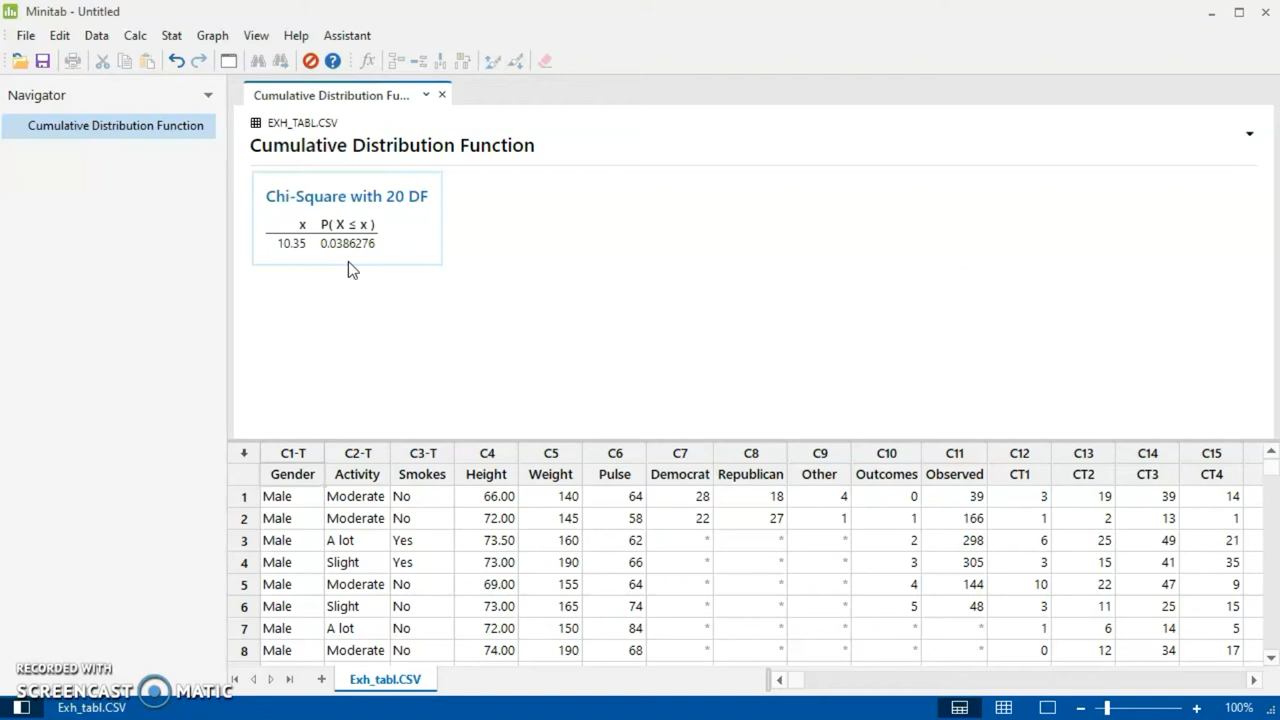 Minitab - Untitled
File Edit Data Calc Stat Graph View Help Assistant
Navigator
Cumulative Distribution Fu...
Cumulative Distribution Function
EXH_TABL.CSV
Cumulative Distribution Function
Chi-Square with 20 DF
x P( X ≤ x )
10.35 0.0386276
C1-T C2-T C3-T C4 C5 C6 C7 C8 C9 C10 C11 C12 C13 C14 C15
Gender Activity Smokes Height Weight Pulse Democrat Republican Other Outcomes Observed CT1 CT2 CT3 CT4
1 Male Moderate No 66.00 140 64 28 18 4 0 39 3 19 39 14
2 Male Moderate No 72.00 145 58 22 27 1 1 166 1 2 13 1
3 Male A lot Yes 73.50 160 62 * * * 2 298 6 25 49 21
4 Male Slight Yes 73.00 190 66 * * * 3 305 3 15 41 35
5 Male Moderate No 69.00 155 64 * * * 4 144 10 22 47 9
6 Male Slight No 73.00 165 74 * * * 5 48 3 11 25 15
7 Male A lot No 72.00 150 84 * * * * * 1 6 14 5
8 Male Moderate No 74.00 190 68 * * * * * 0 12 34 17
RECORDED WITH
SCREENCAST MATIC
Exh_tabl.CSV
Exh_tabl.CSV
100%